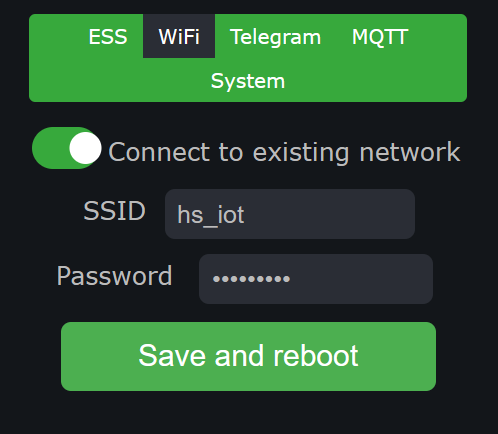 ESS WiFi Telegram MQTT
System
Connect to existing network
SSID hs_iot
Password •••••••••
Save and reboot